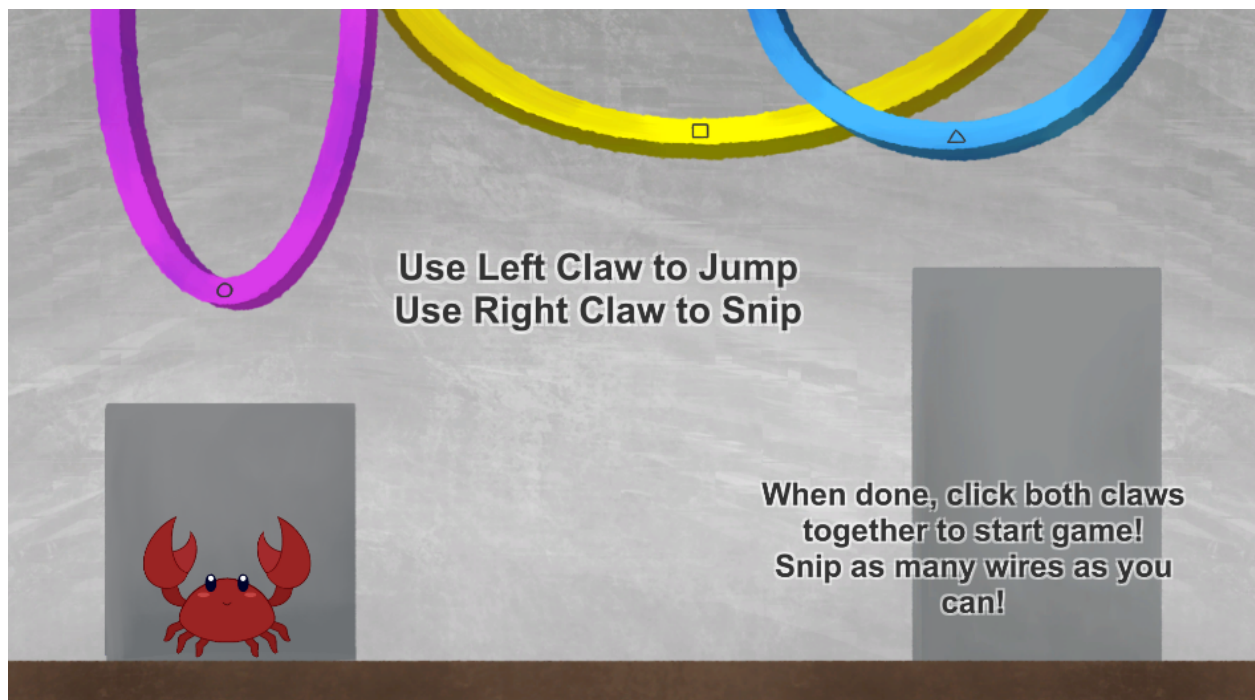 Use Left Claw to Jump
Use Right Claw to Snip
When done, click both claws
together to start game!
Snip as many wires as you
can!